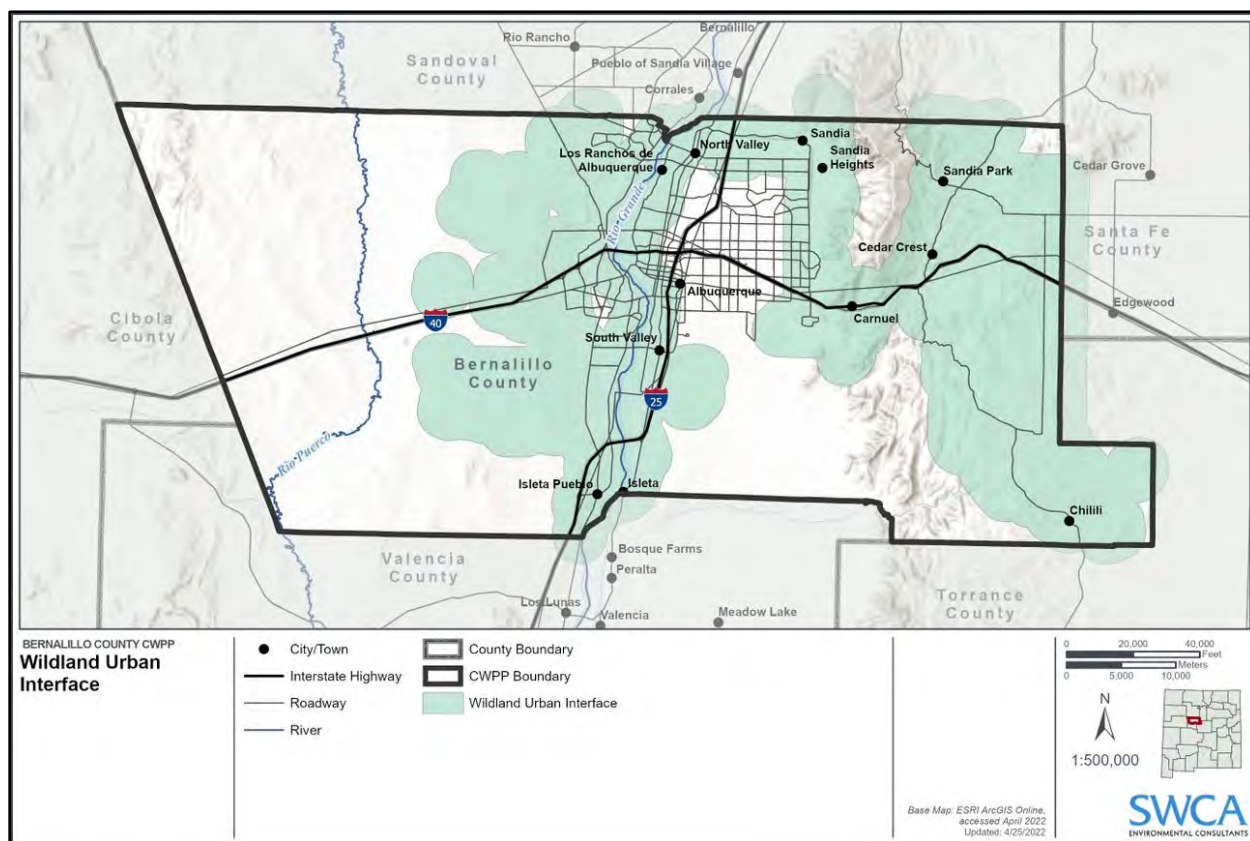 Bernalillo
Rio Rancho
Sandoval
County
Pueblo of Sandia Village
Corrales
Sandia
North Valley
Los Ranchos de
Albuquerque
Sandia
Heights
Sandia Park
Cedar Grove
Rio Grande
Santa Fe
County
Cedar Crest
Albuquerque
Carnuel
Edgewood
Cibola
County
40
South Valley
Bernalillo
County
25
Rio Puerco
Isleta Pueblo
Isleta
Chilili
Valencia
County
Bosque Farms
Peralta
Los Lunas
Valencia
Meadow Lake
Torrance
County
BERNALILLO COUNTY CWPP
Wildland Urban
Interface
City/Town
Interstate Highway
Roadway
River
County Boundary
CWPP Boundary
Wildland Urban Interface
0 20,000 40,000
Feet
Meters
0 5,000 10,000
N
1:500,000
Base Map: ESRI ArcGIS Online,
accessed April 2022
Updated: 4/25/2022
SWCA
ENVIRONMENTAL CONSULTANTS